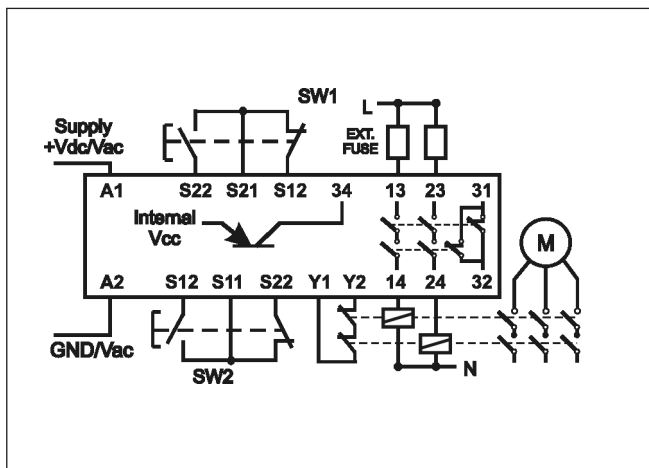 SW1
L
Supply
+Vdc/Vac
EXT.
FUSE
A1 S22 S21 S12 34 13 23 31
Internal
Vcc
M
A2 S12 S11 S22 Y1 Y2 14 24 32
GND/Vac
SW2
N